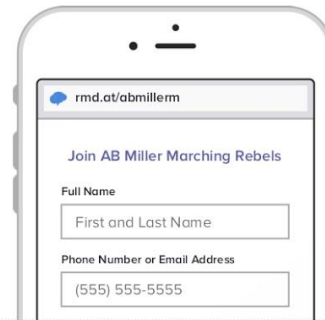 rmd.at/abmillerm
Join AB Miller Marching Rebels
Full Name
First and Last Name
Phone Number or Email Address
(555) 555-5555